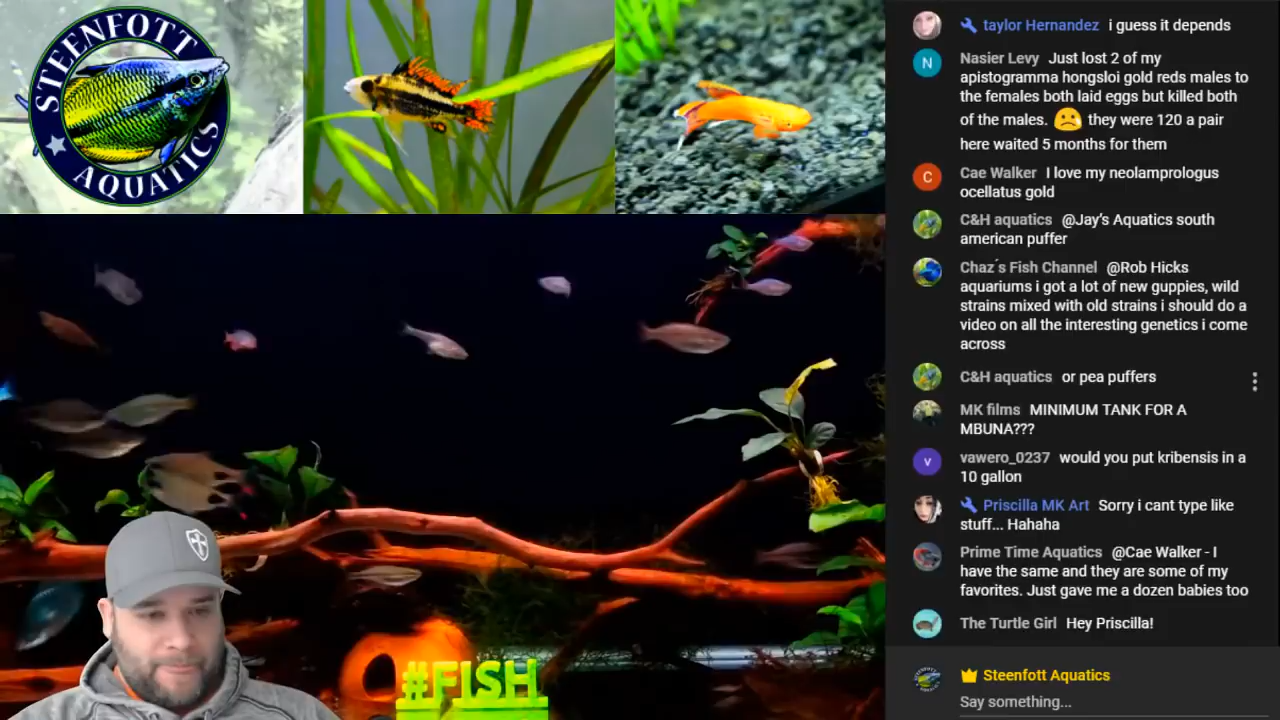 STEENFOTT
AQUATICS
#FISH
taylor Hernandez i guess it depends
N
Nasier Levy Just lost 2 of my
apistogramma hongsloi gold reds males to
the females both laid eggs but killed both
of the males. ☹️ they were 120 a pair
here waited 5 months for them
C
Cae Walker I love my neolamprologus
ocellatus gold
C&H aquatics @Jay’s Aquatics south
american puffer
Chaz´s Fish Channel @Rob Hicks
aquariums i got a lot of new guppies, wild
strains mixed with old strains i should do a
video on all the interesting genetics i come
across
C&H aquatics or pea puffers
MK films MINIMUM TANK FOR A
MBUNA???
v
vawero_0237 would you put kribensis in a
10 gallon
Priscilla MK Art Sorry i cant type like
stuff... Hahaha
Prime Time Aquatics @Cae Walker - I
have the same and they are some of my
favorites. Just gave me a dozen babies too
The Turtle Girl Hey Priscilla!
Steenfott Aquatics
Say something...